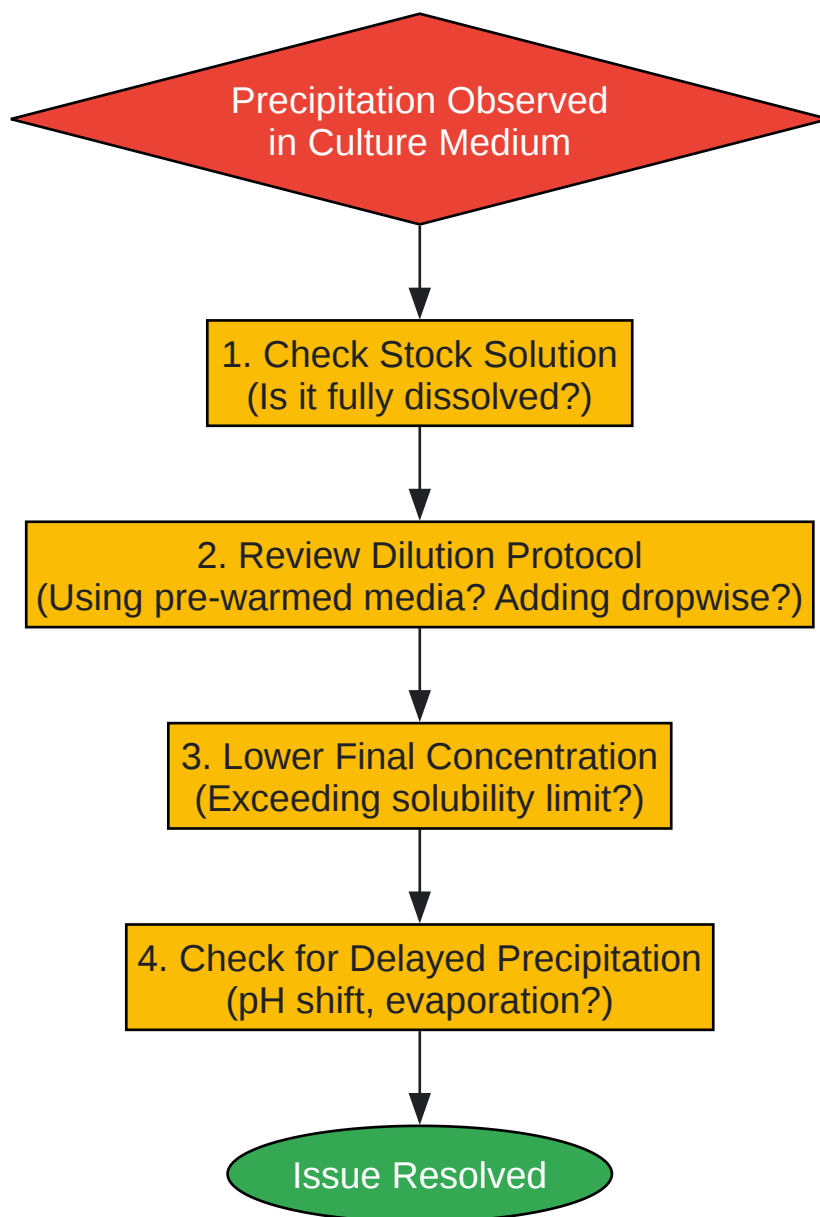 Precipitation Observed
in Culture Medium
1. Check Stock Solution
(Is it fully dissolved?)
2. Review Dilution Protocol
(Using pre-warmed media? Adding dropwise?)
3. Lower Final Concentration
(Exceeding solubility limit?)
4. Check for Delayed Precipitation
(pH shift, evaporation?)
Issue Resolved